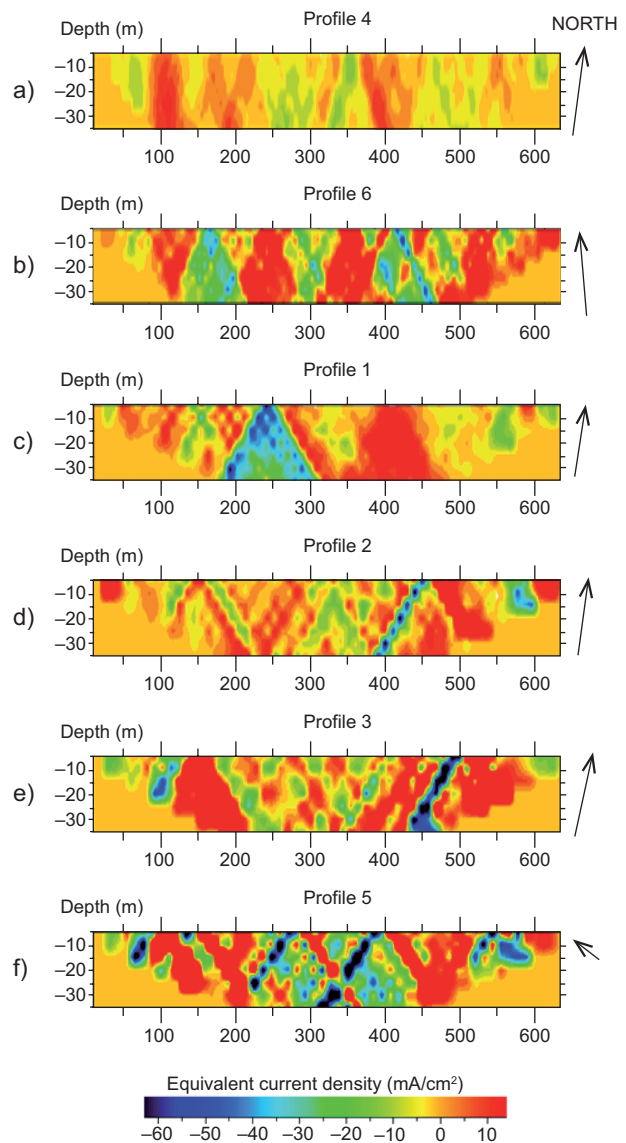 Profile 4
Depth (m)
NORTH
a)
–10
–20
–30
100 200 300 400 500 600
Profile 6
Depth (m)
b)
–10
–20
–30
100 200 300 400 500 600
Profile 1
Depth (m)
c)
–10
–20
–30
100 200 300 400 500 600
Profile 2
Depth (m)
d)
–10
–20
–30
100 200 300 400 500 600
Profile 3
Depth (m)
e)
–10
–20
–30
100 200 300 400 500 600
Profile 5
Depth (m)
f)
–10
–20
–30
100 200 300 400 500 600
Equivalent current density (mA/cm²)
–60 –50 –40 –30 –20 –10 0 10